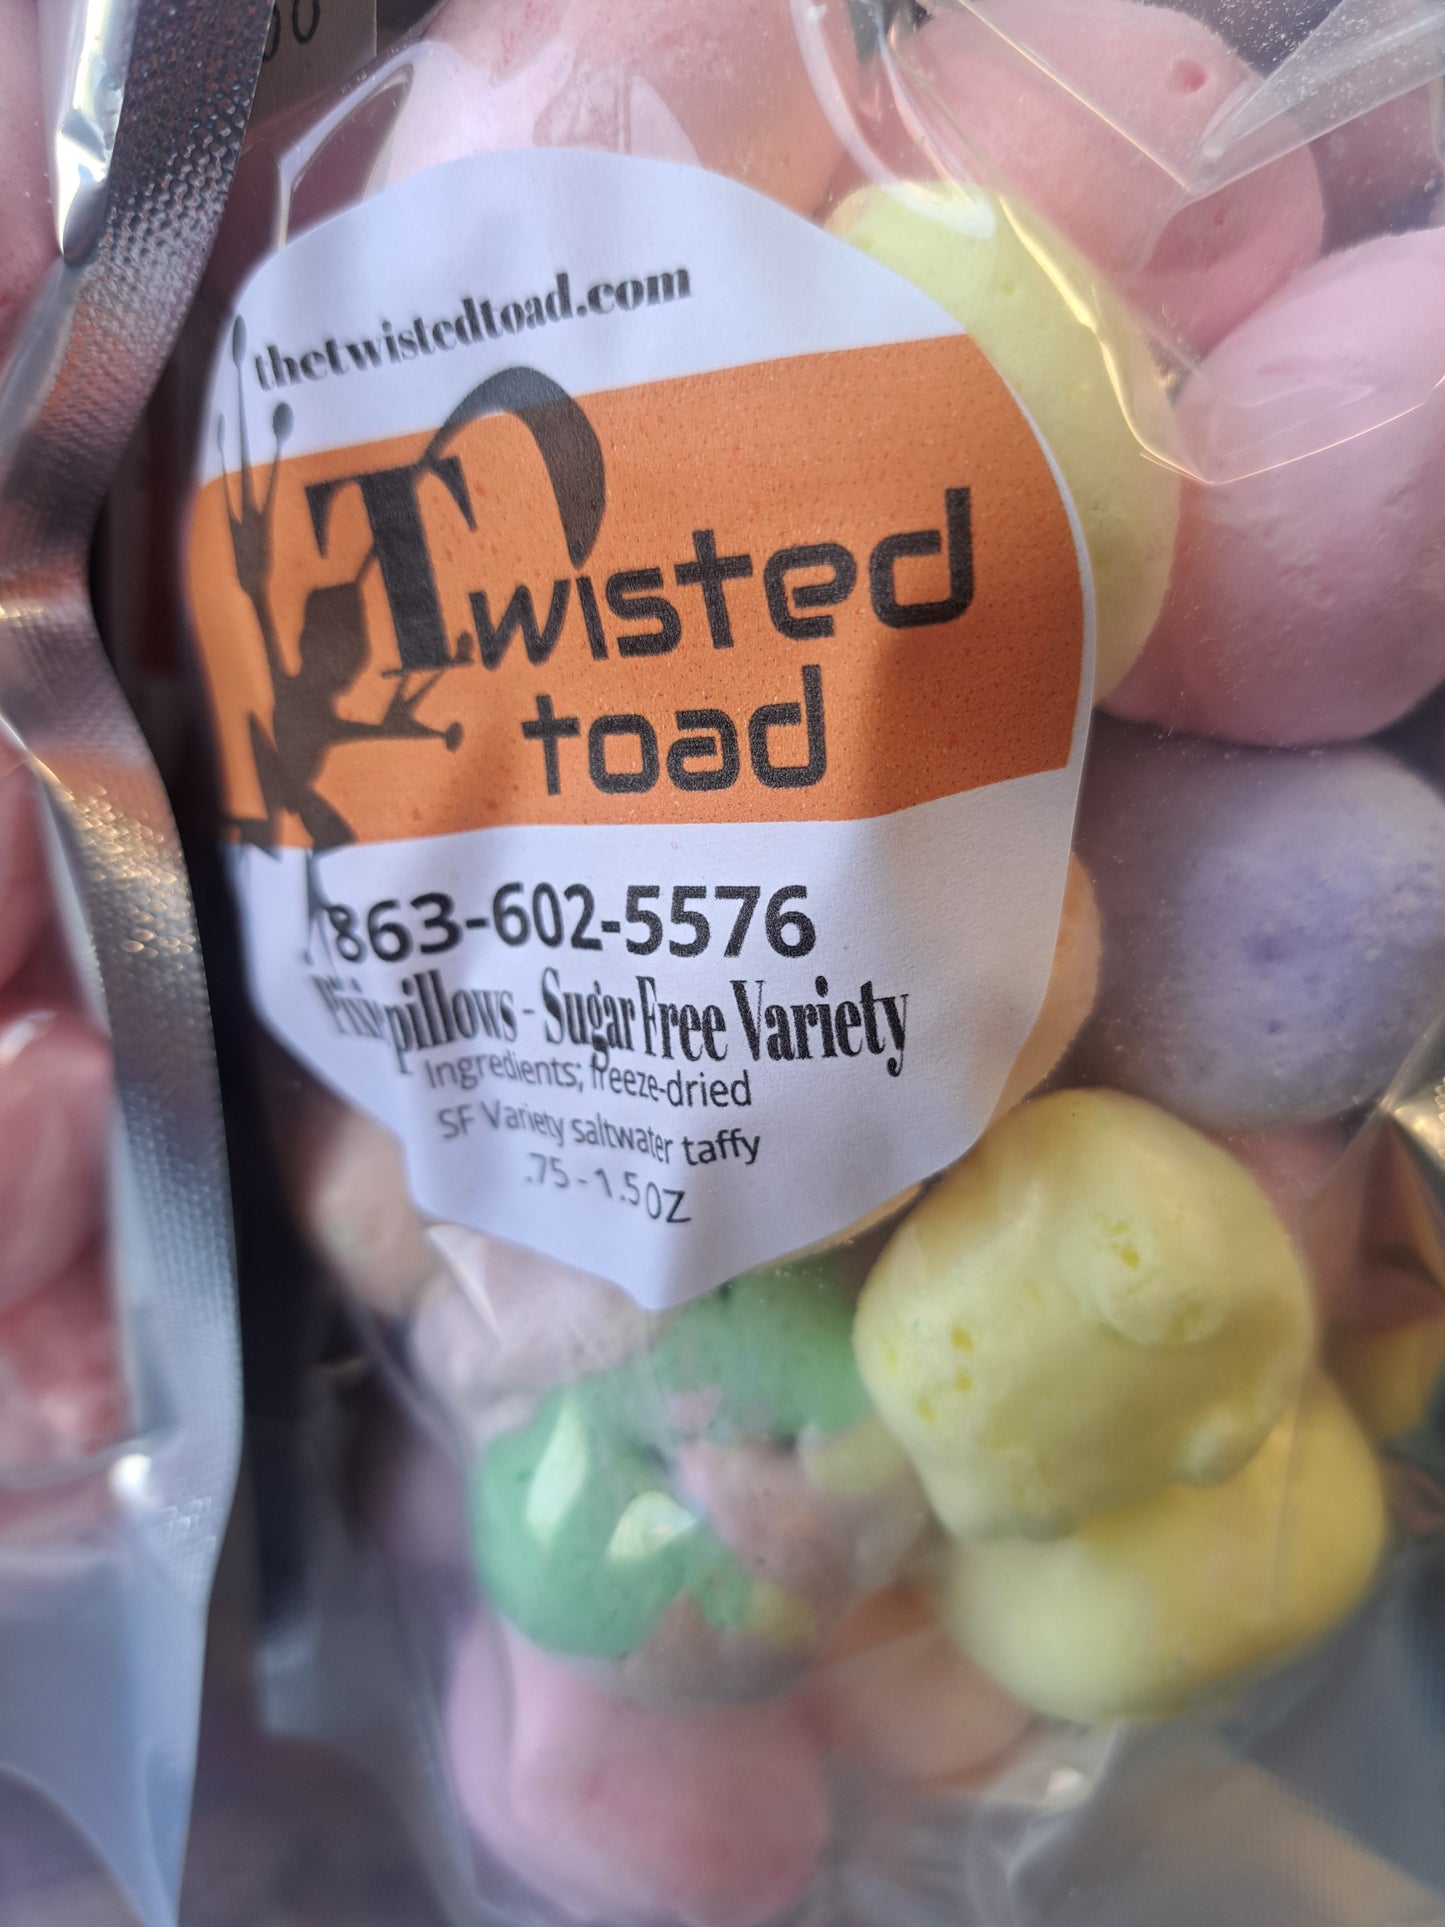 thetwistedtoad.com
Twisted
toad
863-602-5576
pillows - Sugar Free Variety
Ingredients; freeze-dried
SF Variety saltwater taffy
.75 - 1.5OZ